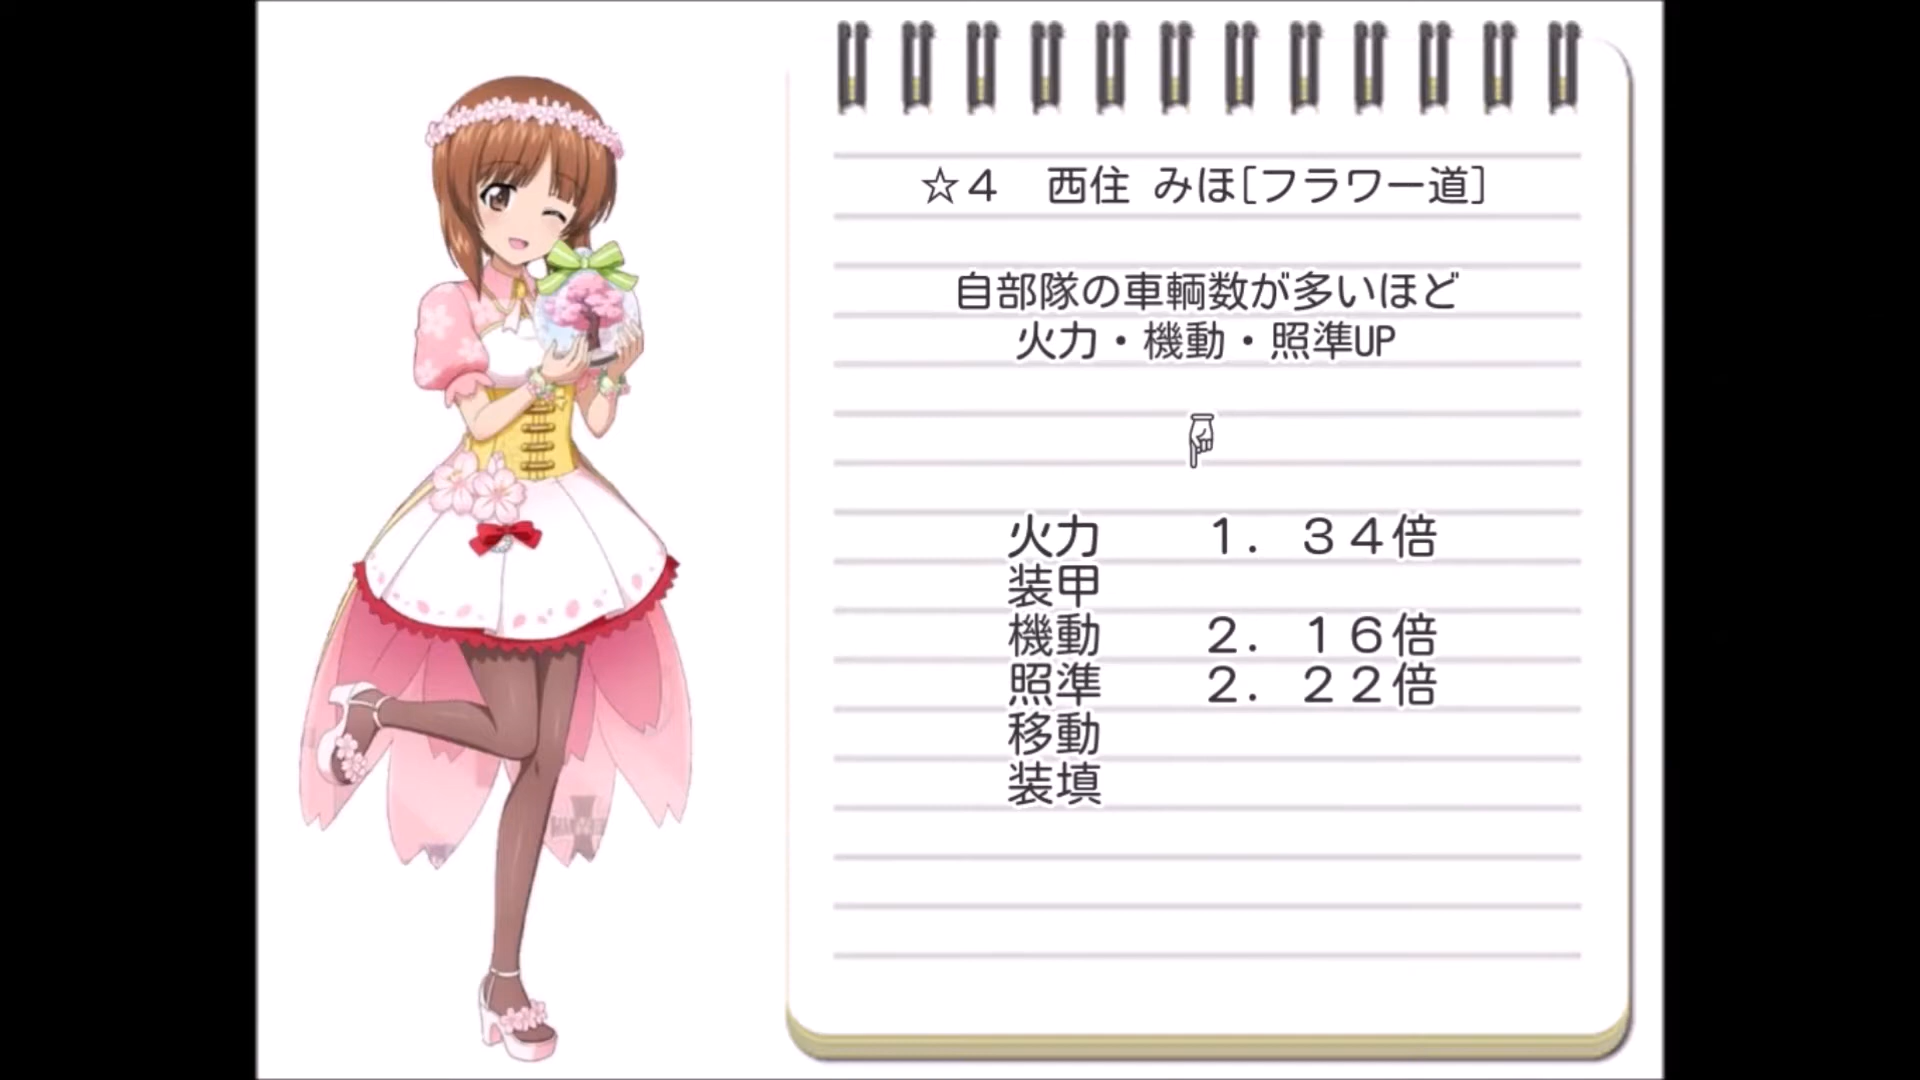 ☆４　西住 みほ[フラワー道]
自部隊の車輌数が多いほど
火力・機動・照準UP
☟
火力　１．３４倍
装甲
機動　２．１６倍
照準　２．２２倍
移動
装填